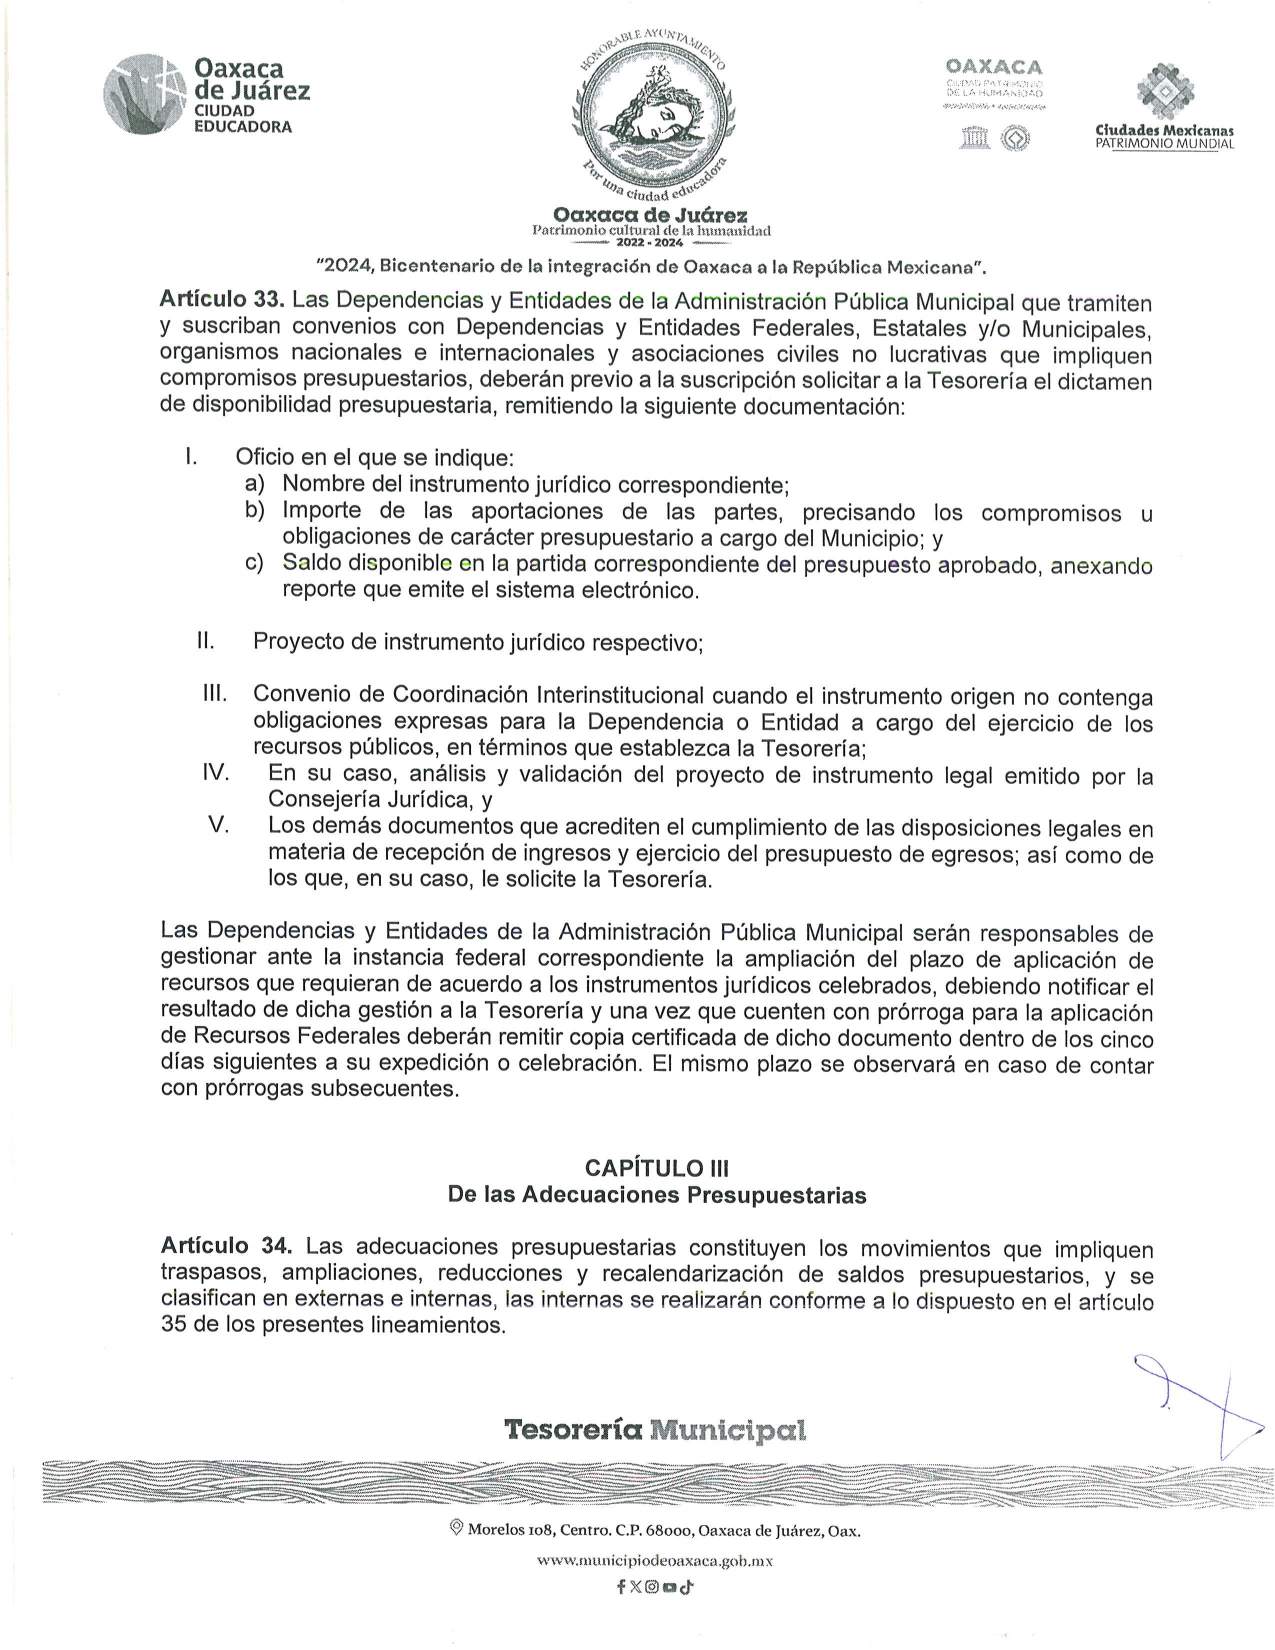 Oaxaca
de Juárez
CIUDAD
EDUCADORA
HONORABLE AYUNTAMIENTO
Por una ciudad educadora
Oaxaca de Juárez
Patrimonio cultural de la humanidad
2022 - 2024
OAXACA
CIUDAD PATRIMONIO
DE LA HUMANIDAD
Ciudades Mexicanas
PATRIMONIO MUNDIAL
"2024, Bicentenario de la integración de Oaxaca a la República Mexicana".
Artículo 33. Las Dependencias y Entidades de la Administración Pública Municipal que tramiten
y suscriban convenios con Dependencias y Entidades Federales, Estatales y/o Municipales,
organismos nacionales e internacionales y asociaciones civiles no lucrativas que impliquen
compromisos presupuestarios, deberán previo a la suscripción solicitar a la Tesorería el dictamen
de disponibilidad presupuestaria, remitiendo la siguiente documentación:
I. Oficio en el que se indique:
a) Nombre del instrumento jurídico correspondiente;
b) Importe de las aportaciones de las partes, precisando los compromisos u
obligaciones de carácter presupuestario a cargo del Municipio; y
c) Saldo disponible en la partida correspondiente del presupuesto aprobado, anexando
reporte que emite el sistema electrónico.
II. Proyecto de instrumento jurídico respectivo;
III. Convenio de Coordinación Interinstitucional cuando el instrumento origen no contenga
obligaciones expresas para la Dependencia o Entidad a cargo del ejercicio de los
recursos públicos, en términos que establezca la Tesorería;
IV. En su caso, análisis y validación del proyecto de instrumento legal emitido por la
Consejería Jurídica, y
V. Los demás documentos que acrediten el cumplimiento de las disposiciones legales en
materia de recepción de ingresos y ejercicio del presupuesto de egresos; así como de
los que, en su caso, le solicite la Tesorería.
Las Dependencias y Entidades de la Administración Pública Municipal serán responsables de
gestionar ante la instancia federal correspondiente la ampliación del plazo de aplicación de
recursos que requieran de acuerdo a los instrumentos jurídicos celebrados, debiendo notificar el
resultado de dicha gestión a la Tesorería y una vez que cuenten con prórroga para la aplicación
de Recursos Federales deberán remitir copia certificada de dicho documento dentro de los cinco
días siguientes a su expedición o celebración. El mismo plazo se observará en caso de contar
con prórrogas subsecuentes.
CAPÍTULO III
De las Adecuaciones Presupuestarias
Artículo 34. Las adecuaciones presupuestarias constituyen los movimientos que impliquen
traspasos, ampliaciones, reducciones y recalendarización de saldos presupuestarios, y se
clasifican en externas e internas, las internas se realizarán conforme a lo dispuesto en el artículo
35 de los presentes lineamientos.
Tesorería Municipal
Morelos 108, Centro. C.P. 68000, Oaxaca de Juárez, Oax.
www.municipiodeoaxaca.gob.mx